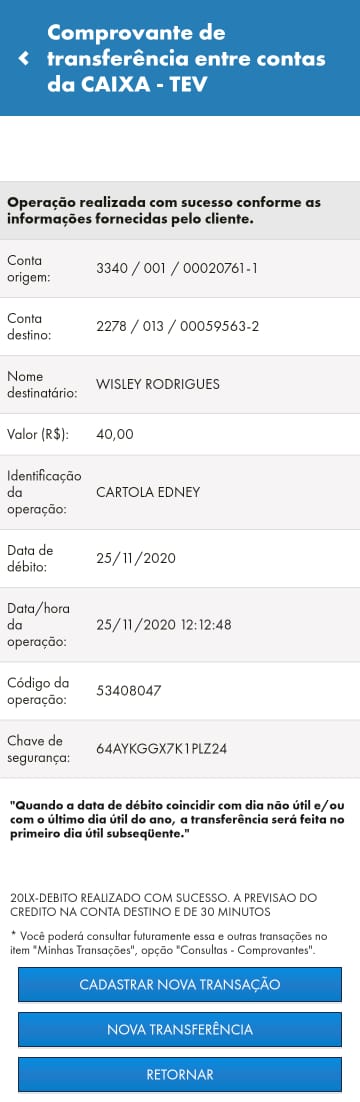 Comprovante de
transferência entre contas
da CAIXA - TEV
Operação realizada com sucesso conforme as
informações fornecidas pelo cliente.
Conta
origem:
3340 / 001 / 00020761-1
Conta
destino:
2278 / 013 / 00059563-2
Nome
destinatário:
WISLEY RODRIGUES
Valor (R$):
40,00
Identificação
da
operação:
CARTOLA EDNEY
Data de
débito:
25/11/2020
Data/hora
da
operação:
25/11/2020 12:12:48
Código da
operação:
53408047
Chave de
segurança:
64AYKGGX7K1PLZ24
"Quando a data de débito coincidir com dia não útil e/ou
com o último dia útil do ano, a transferência será feita no
primeiro dia útil subseqüente."
20LX-DEBITO REALIZADO COM SUCESSO. A PREVISAO DO
CREDITO NA CONTA DESTINO E DE 30 MINUTOS
* Você poderá consultar futuramente essa e outras transações no
item "Minhas Transações", opção "Consultas - Comprovantes".
CADASTRAR NOVA TRANSAÇÃO
NOVA TRANSFERÊNCIA
RETORNAR